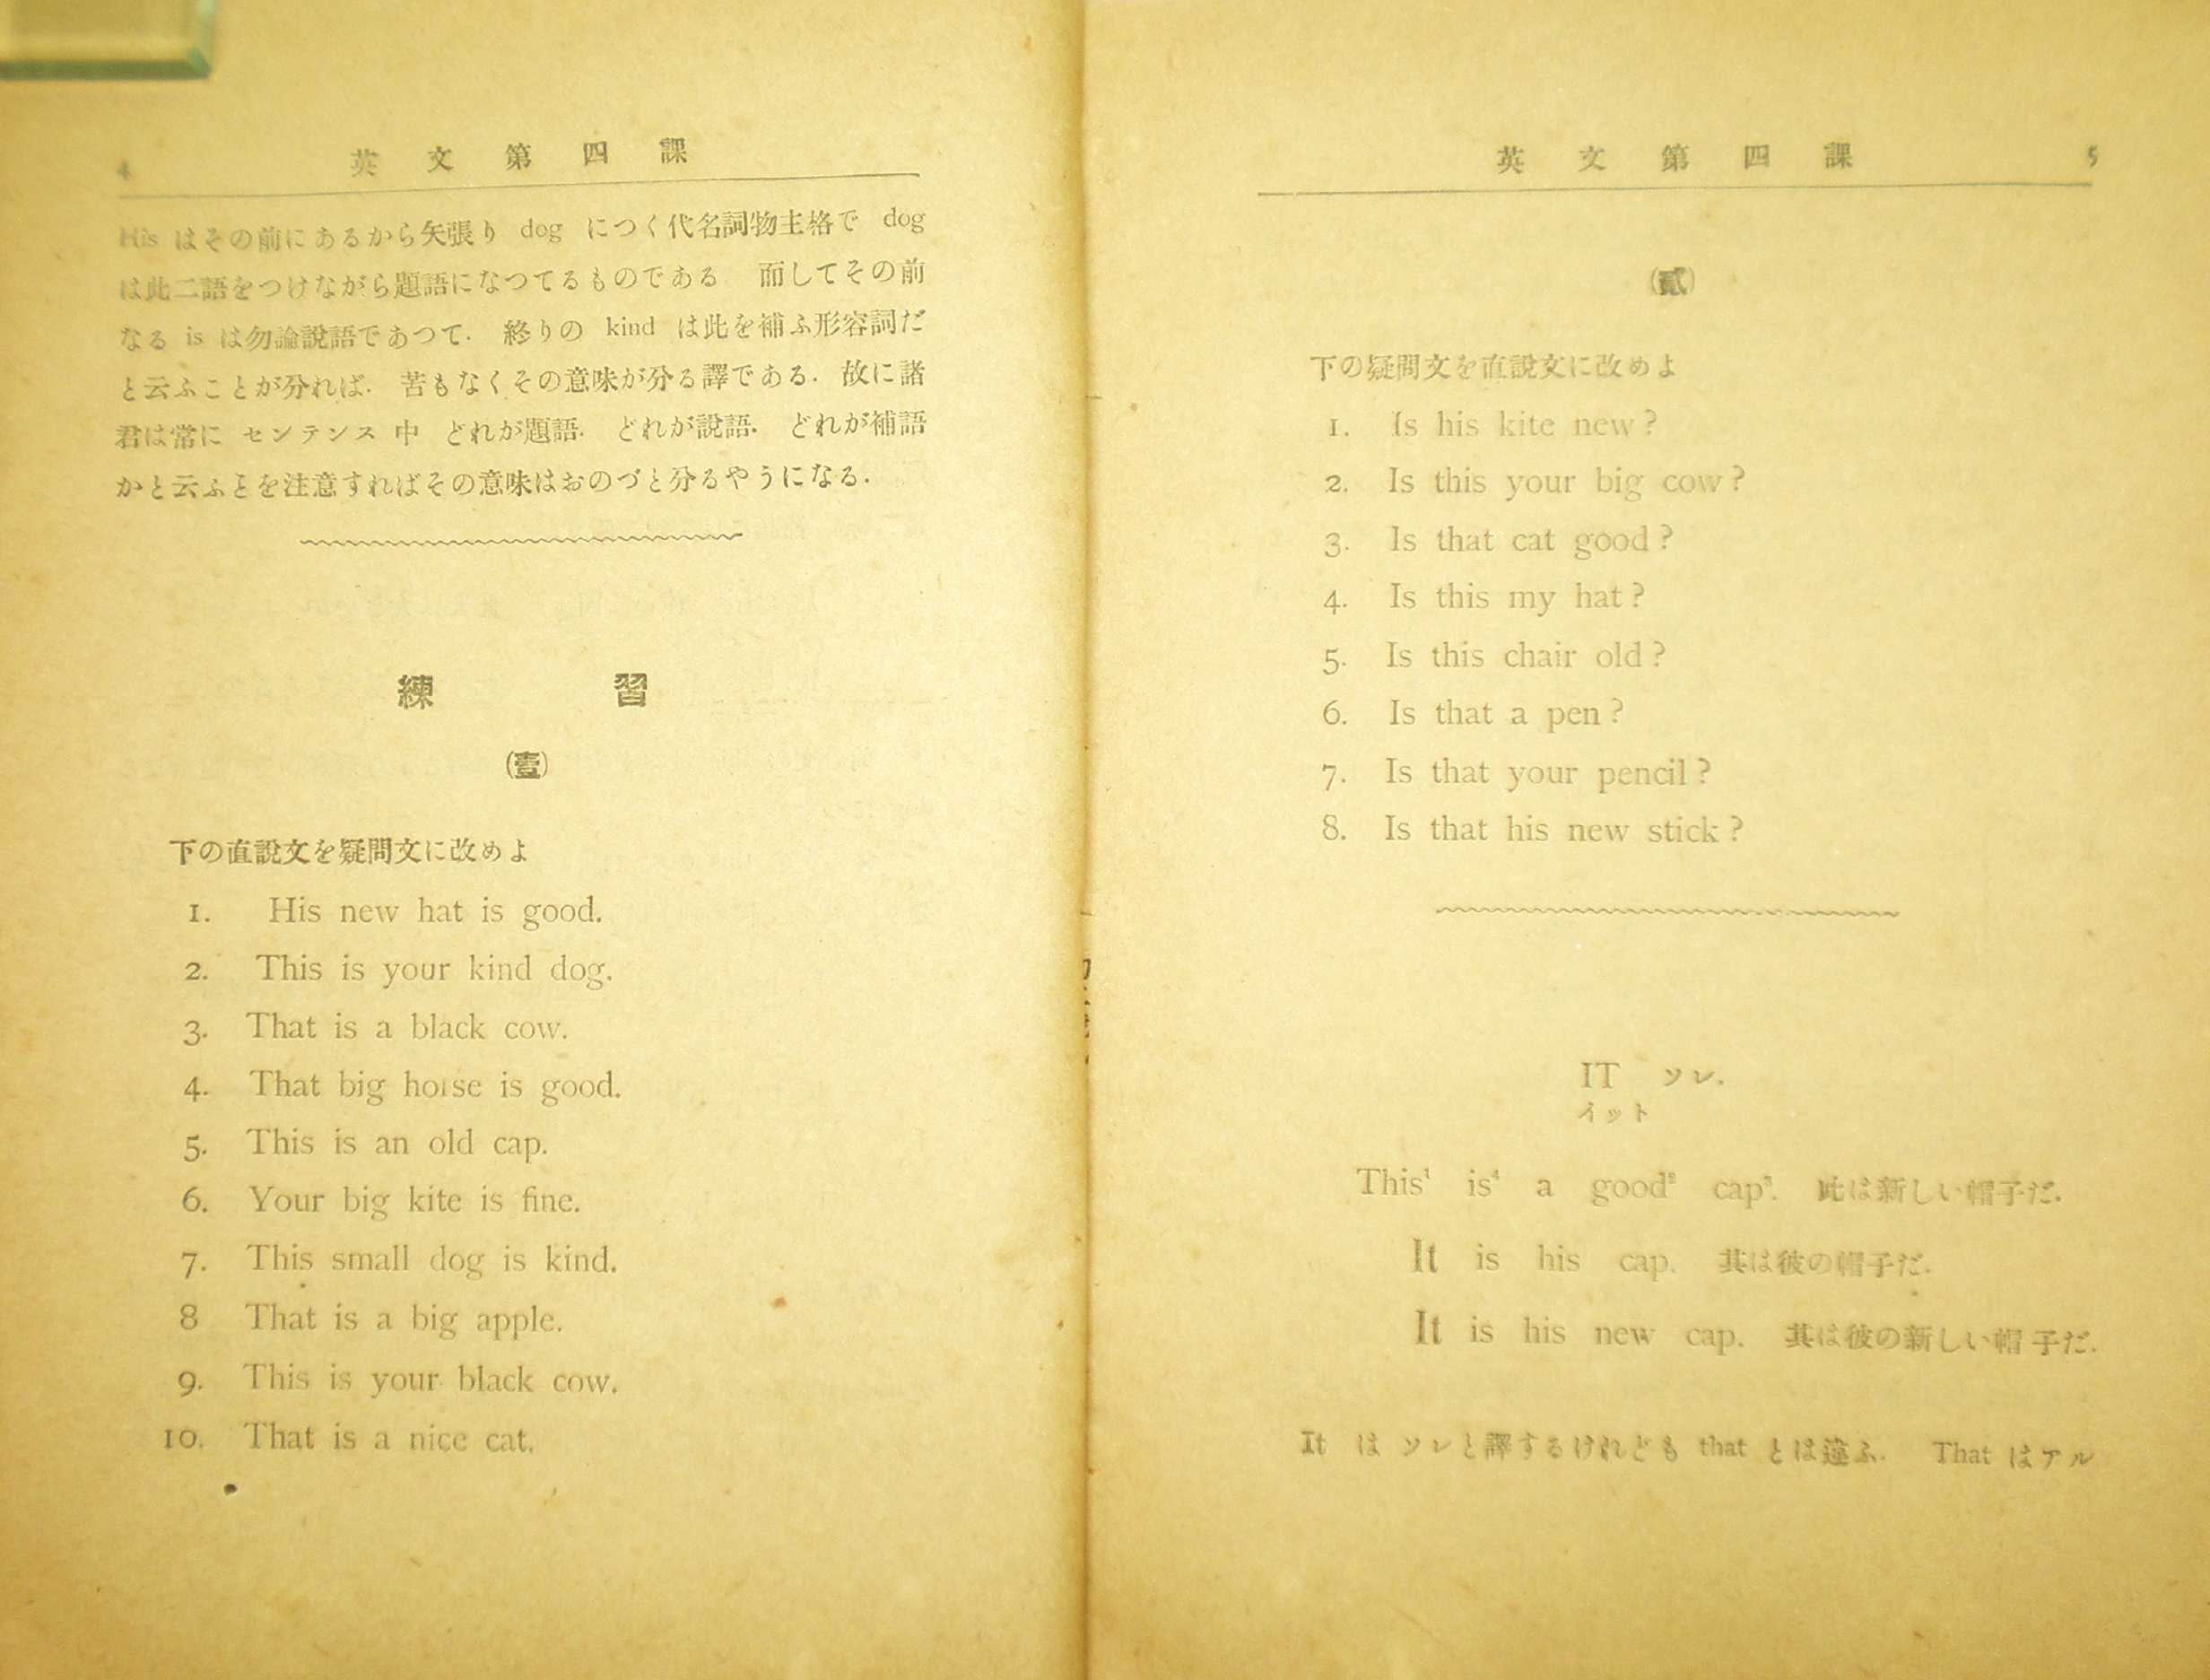 4 英文第四課
His はその前にあるから矢張り dog につく代名詞物主格で dog
は此二語をつけながら題語になつてるものである 而してその前
なる is は勿論説語であつて. 終りの kind は此を補ふ形容詞だ
と云ふことが分れば. 苦もなくその意味が分る譯である. 故に諸
君は常に センテンス 中 どれが題語. どれが説語. どれが補語
かと云ふとを注意すればその意味はおのづと分るやうになる.
練習
(壹)
下の直説文を疑問文に改めよ
1. His new hat is good.
2. This is your kind dog.
3. That is a black cow.
4. That big horse is good.
5. This is an old cap.
6. Your big kite is fine.
7. This small dog is kind.
8 That is a big apple.
9. This is your black cow.
10. That is a nice cat.
英文第四課 5
(貳)
下の疑問文を直説文に改めよ
1. Is his kite new?
2. Is this your big cow?
3. Is that cat good?
4. Is this my hat?
5. Is this chair old?
6. Is that a pen?
7. Is that your pencil?
8. Is that his new stick?
IT ソレ.
イット
This¹ is⁴ a good² cap³. 此は新しい帽子だ.
It is his cap. 其は彼の帽子だ.
It is his new cap. 其は彼の新しい帽子だ.
It は ソレと譯するけれども that とは違ふ. That はアル